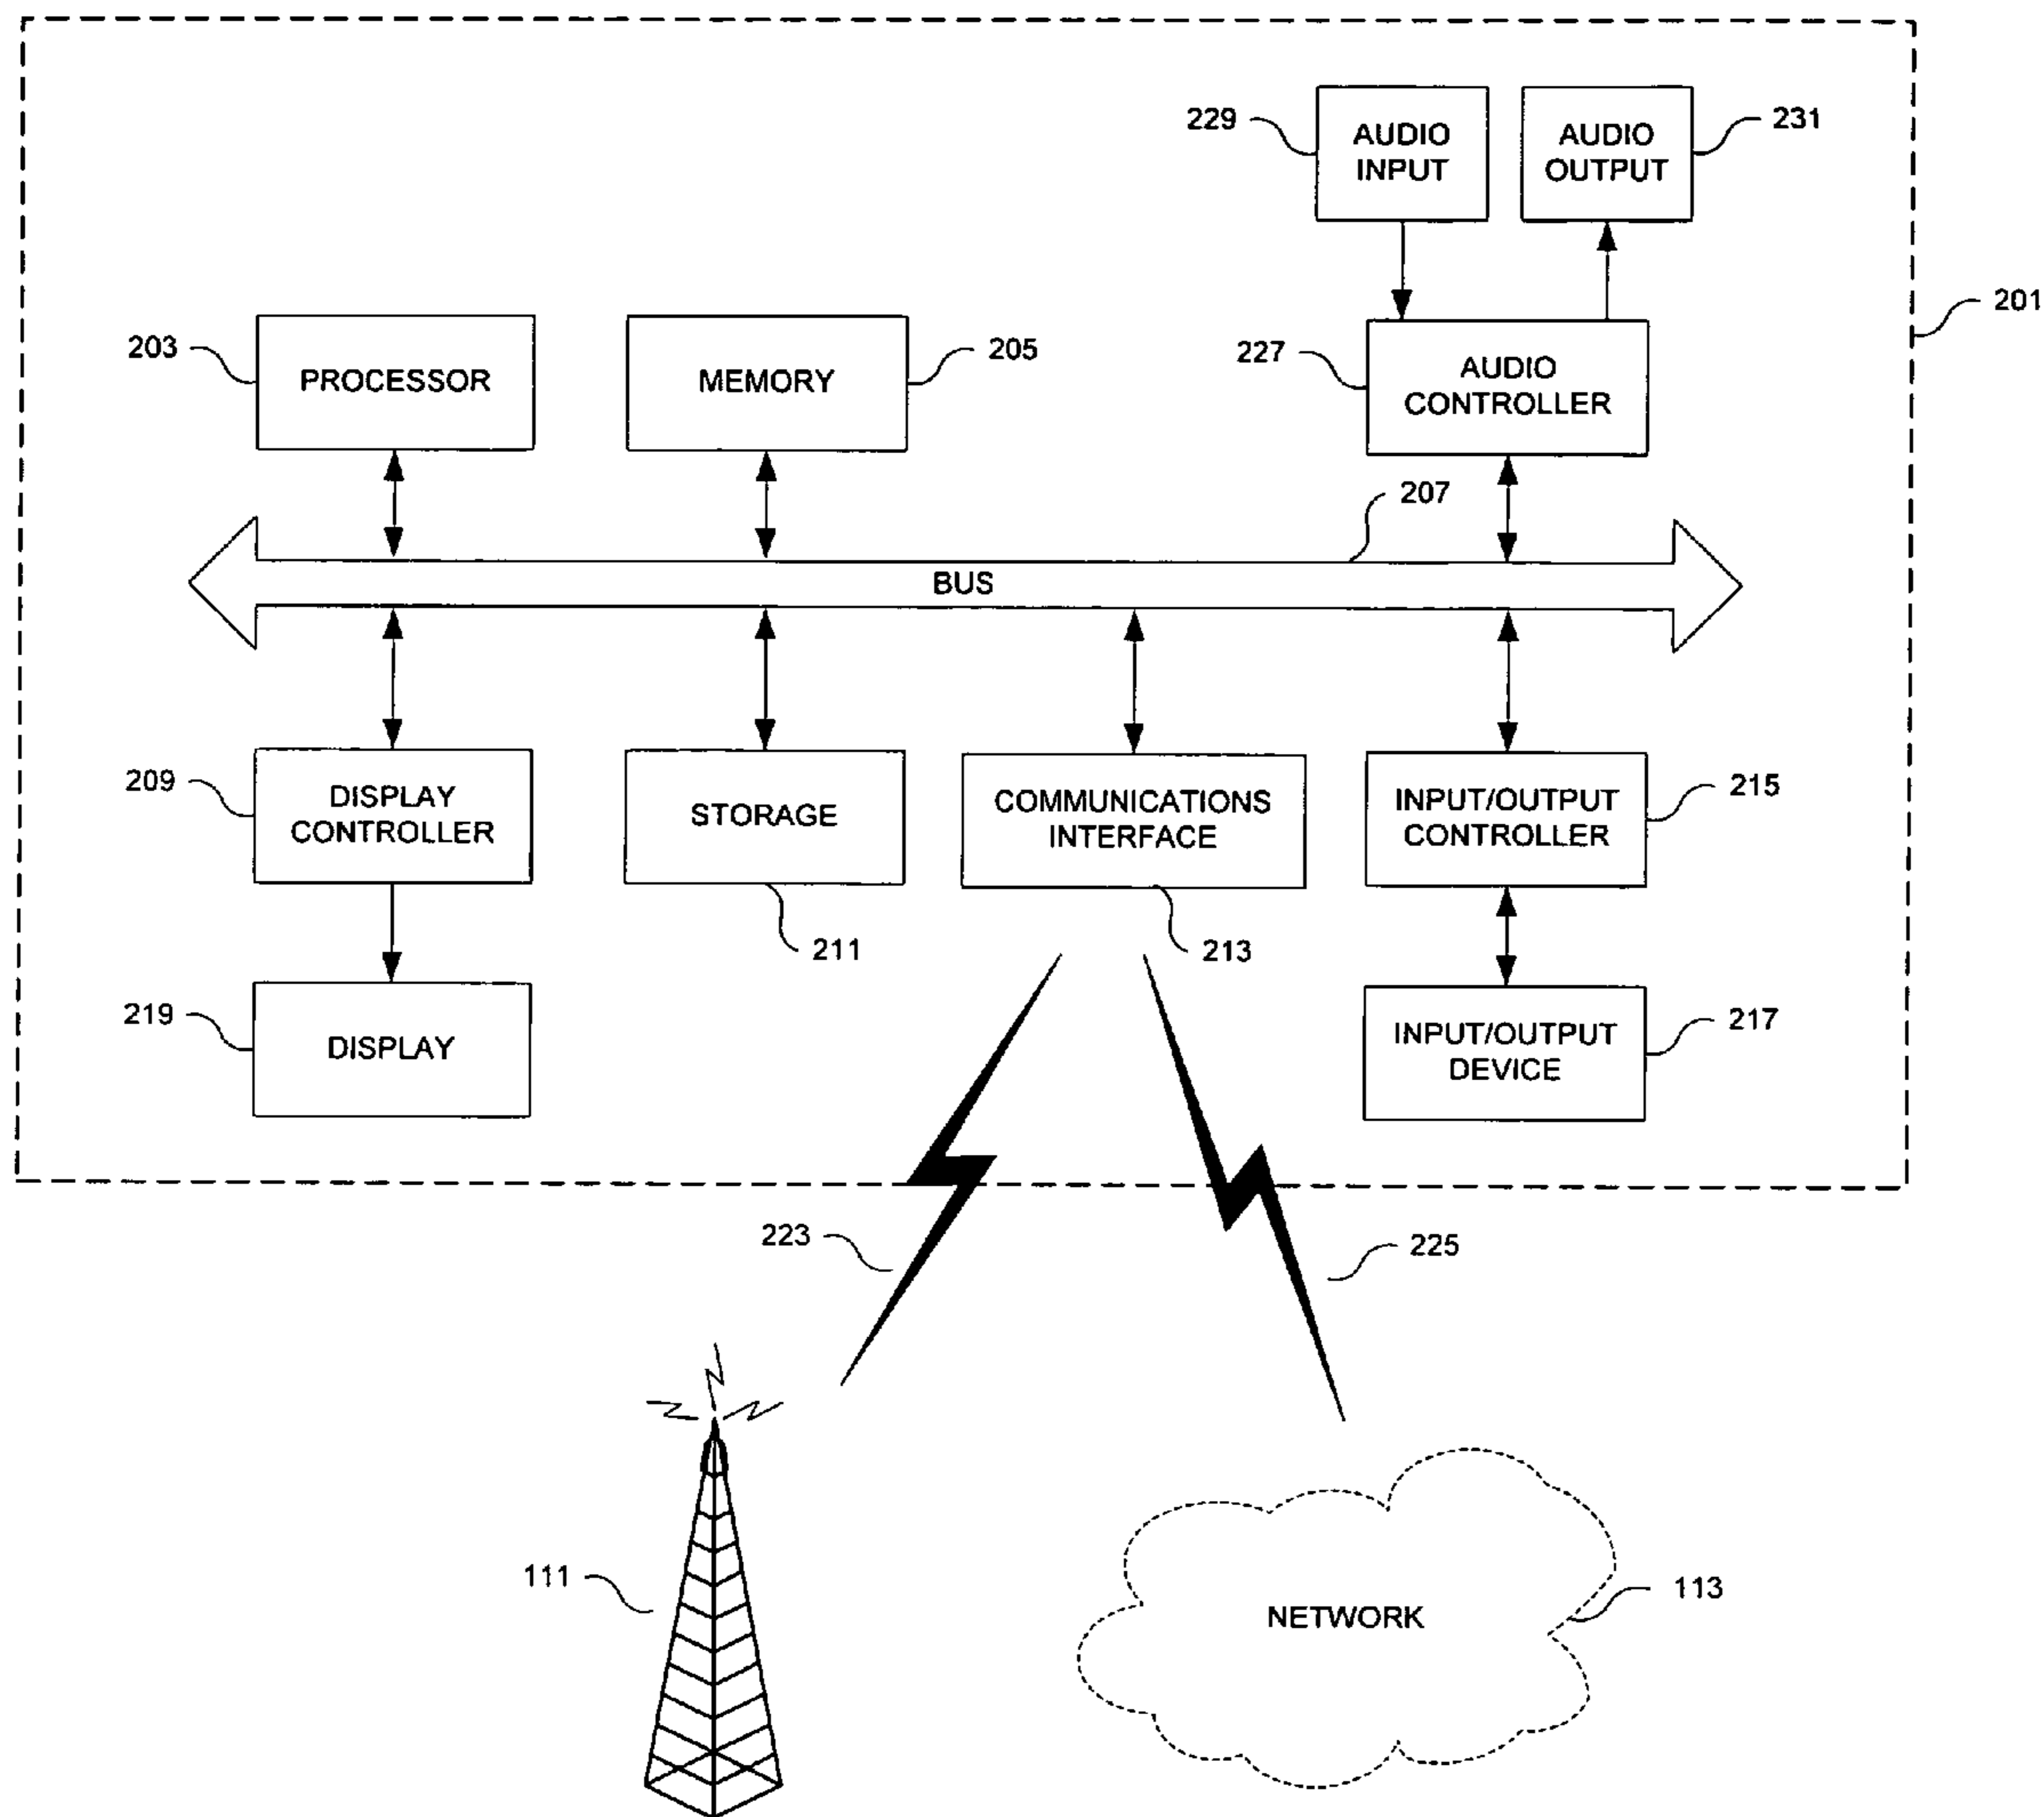 229
AUDIO
INPUT
AUDIO
OUTPUT
231
201
203
PROCESSOR
MEMORY
205
227
AUDIO
CONTROLLER
207
BUS
209
DISPLAY
CONTROLLER
STORAGE
211
COMMUNICATIONS
INTERFACE
213
INPUT/OUTPUT
CONTROLLER
215
219
DISPLAY
INPUT/OUTPUT
DEVICE
217
223
225
111
NETWORK
113